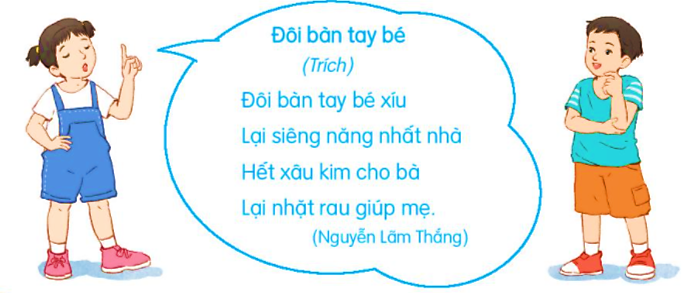 Đôi bàn tay bé
(Trích)
Đôi bàn tay bé xíu
Lại siêng năng nhất nhà
Hết xâu kim cho bà
Lại nhặt rau giúp mẹ.
(Nguyễn Lãm Thắng)